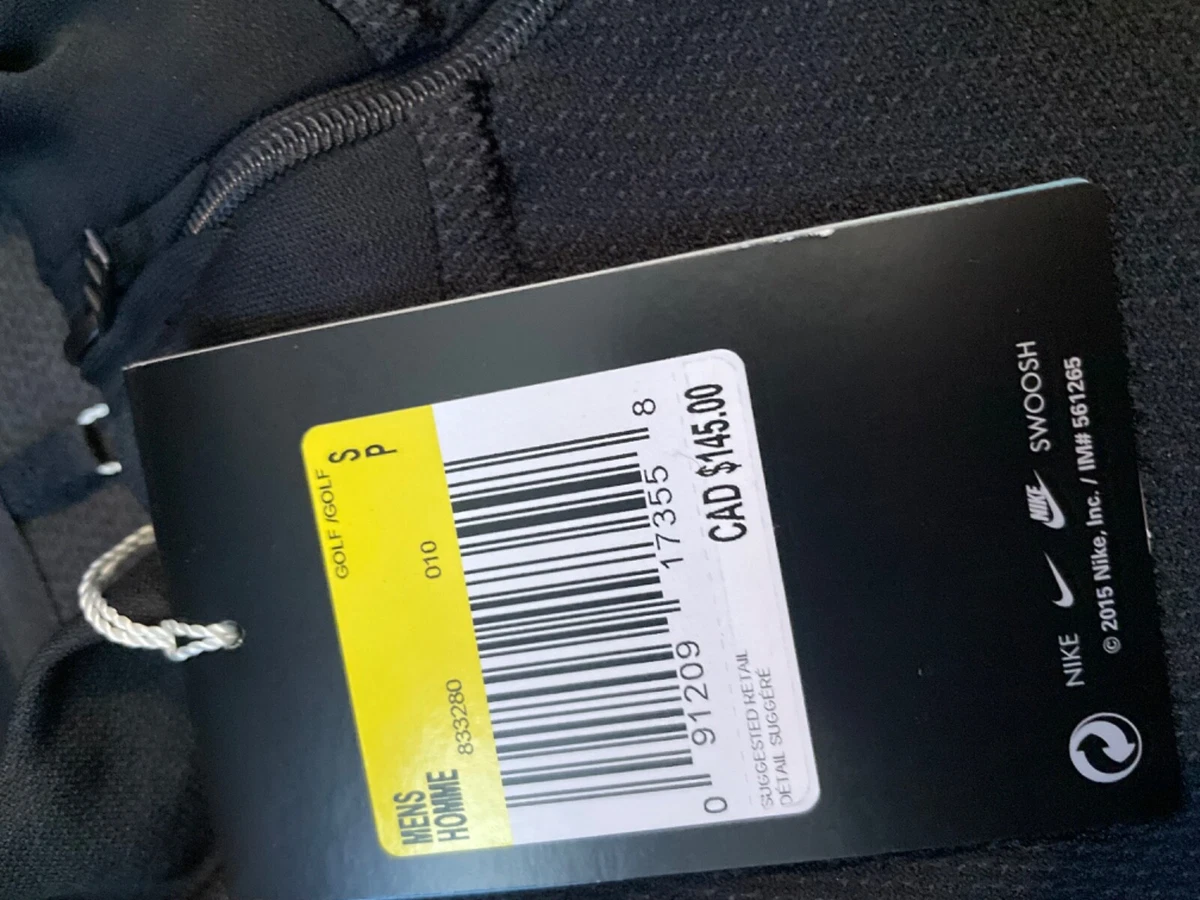 GOLF /GOLF
MENS S
HOMME P
833280 010
0 91209 17355 8
SUGGESTED RETAIL
DÉTAIL SUGGÉRÉ
CAD $145.00
NIKE NIKE SWOOSH
© 2015 Nike, Inc. / IM# 561265